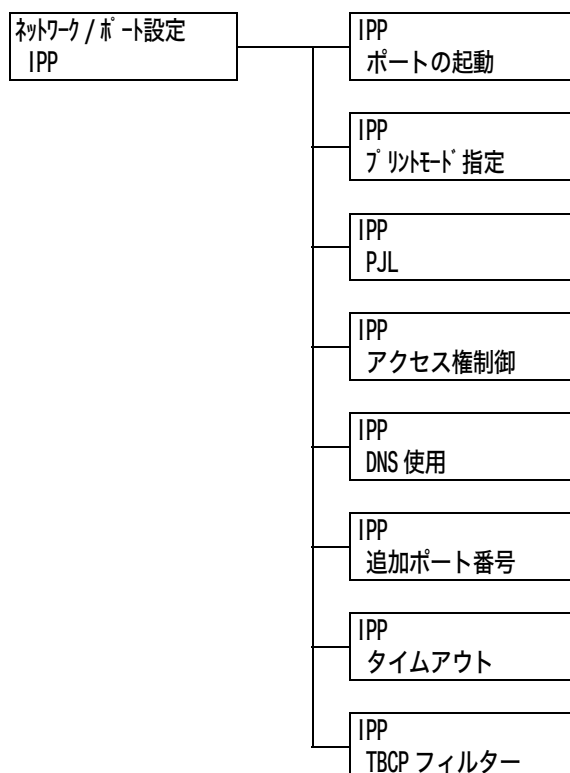 ﾈｯﾄﾜｰｸ / ﾎﾟｰﾄ設定
IPP
IPP
ポートの起動
IPP
ﾌﾟﾘﾝﾄﾓｰﾄﾞ指定
IPP
PJL
IPP
アクセス権制御
IPP
DNS 使用
IPP
追加ポート番号
IPP
タイムアウト
IPP
TBCP フィルター